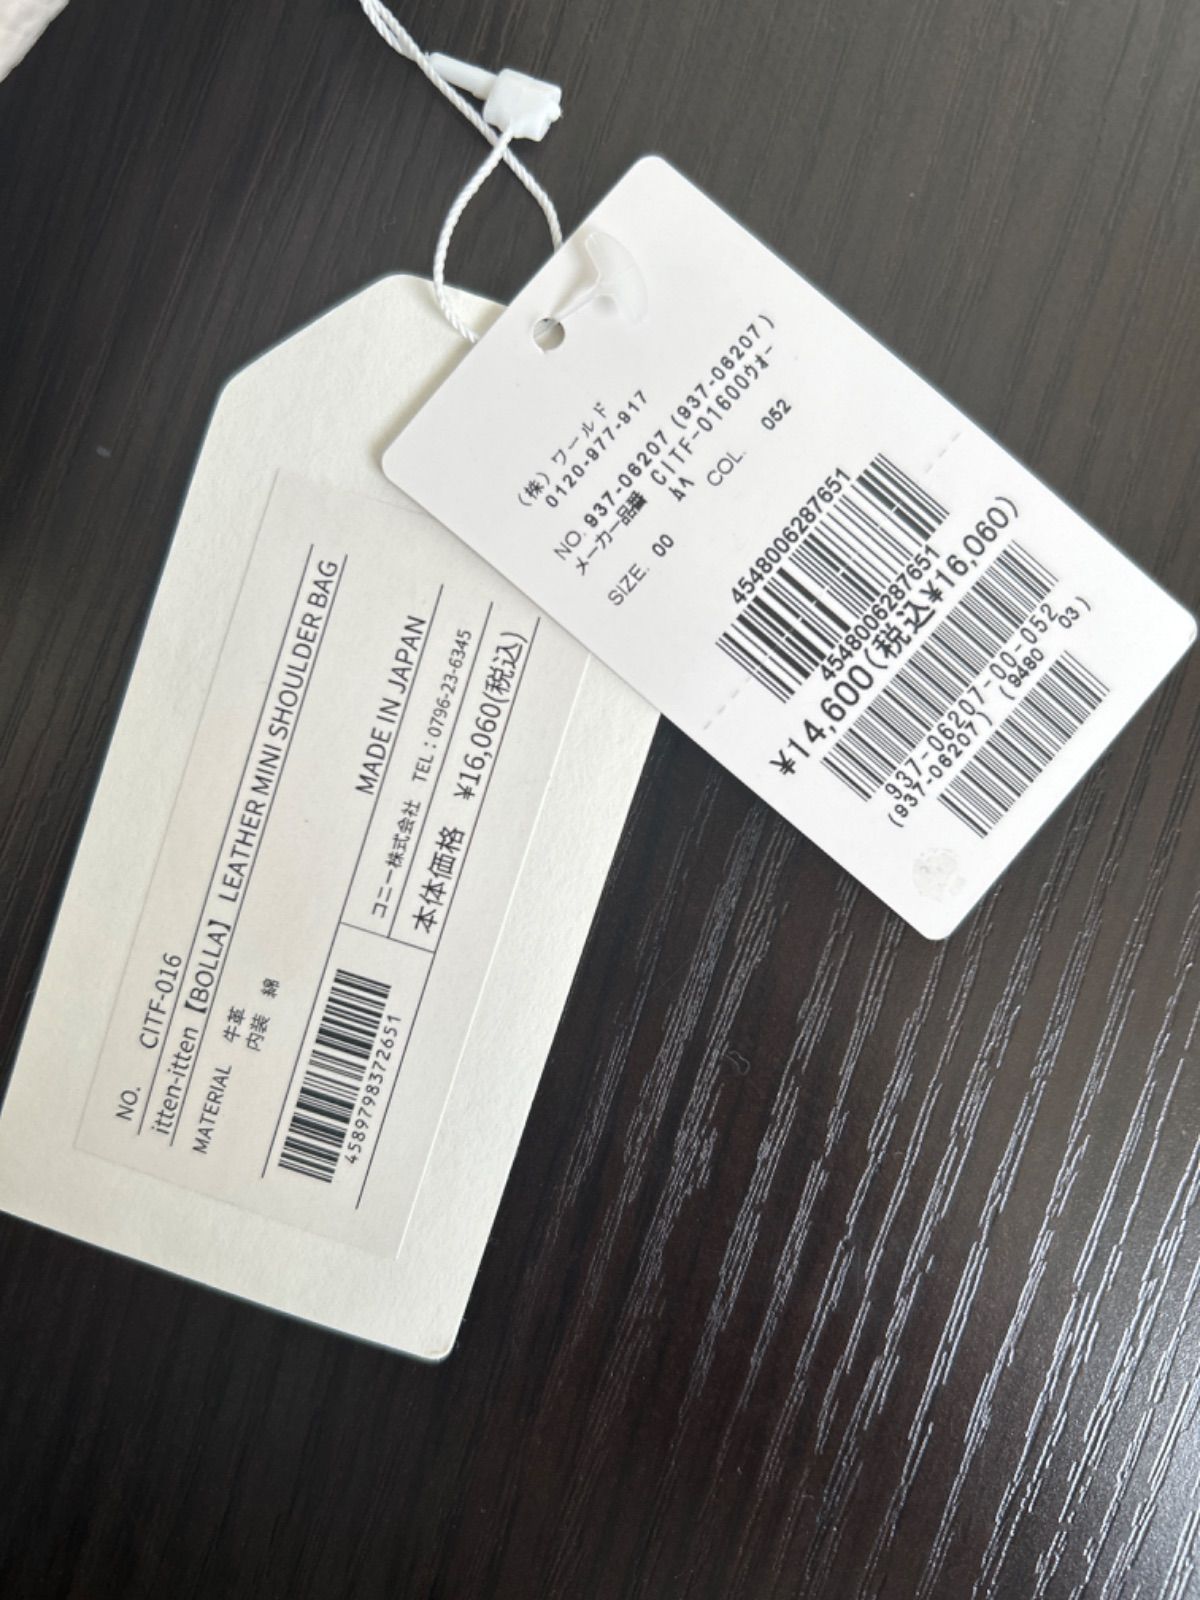 (株)ワールド
0120-977-917
NO. 937-06207 (937-06207)
メーカー品番 CITF-01600ウオー
ﾙﾍ
SIZE. 00 COL. 052
4548006287651
4548006287651
¥14,600(税込¥16,060)
937-06207-00-052
(937-06207) (9480 03)
NO. CITF-016
itten-itten【BOLLA】LEATHER MINI SHOULDER BAG
MATERIAL 牛革
内装 綿
MADE IN JAPAN
コニー株式会社 TEL：0796-23-6345
本体価格 ¥16,060(税込)
4589798372651